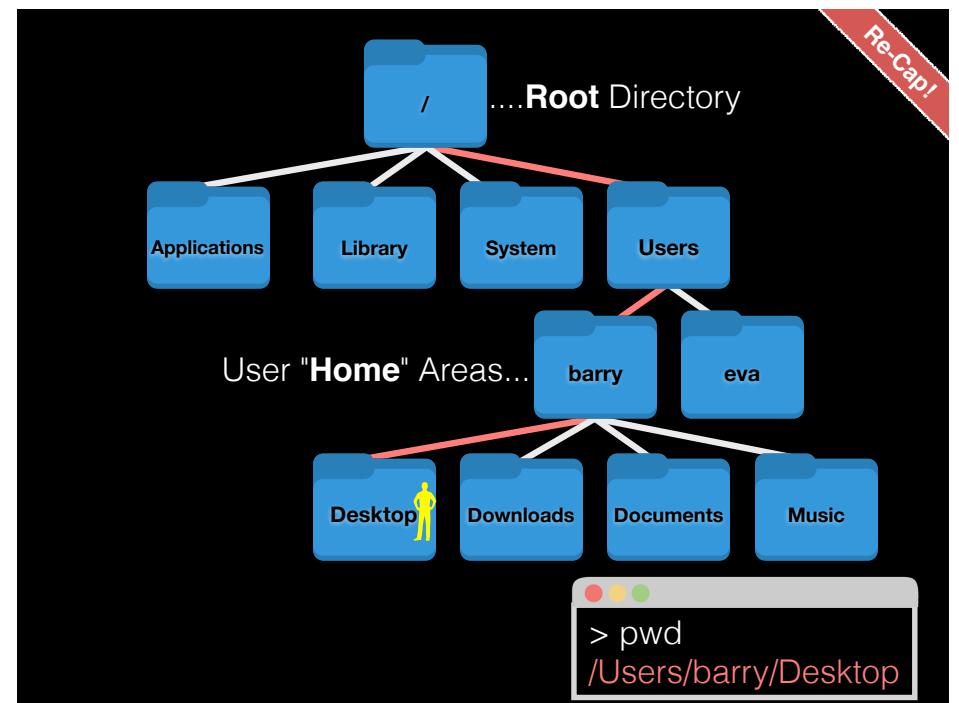 Re-Cap!
/
....Root Directory
Applications
Library
System
Users
User "Home" Areas...
barry
eva
Desktop
Downloads
Documents
Music
> pwd
/Users/barry/Desktop